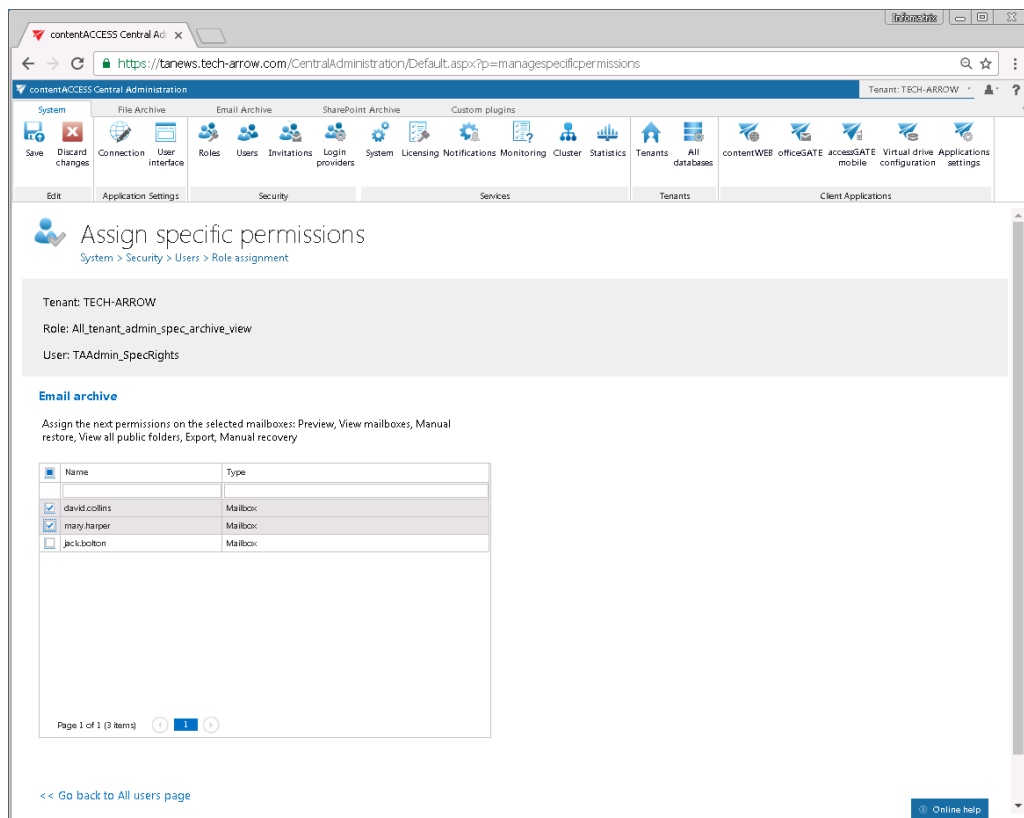 Infomatrix
contentACCESS Central Ad
https://tanews.tech-arrow.com/CentralAdministration/Default.aspx?p=managespecificpermissions
contentACCESS Central Administration
Tenant: TECH-ARROW
?
System File Archive Email Archive SharePoint Archive Custom plugins
Save Discard changes Connection User interface Roles Users Invitations Login providers System Licensing Notifications Monitoring Cluster Statistics Tenants All databases contentWEB officeGATE accessGATE mobile Virtual drive configuration Applications settings
Edit Application Settings Security Services Tenants Client Applications
Assign specific permissions
System > Security > Users > Role assignment
Tenant: TECH-ARROW
Role: All_tenant_admin_spec_archive_view
User: TAAdmin_SpecRights
Email archive
Assign the next permissions on the selected mailboxes: Preview, View mailboxes, Manual
restore, View all public folders, Export, Manual recovery
Name Type
david.collins Mailbox
mary.harper Mailbox
jack.bolton Mailbox
Page 1 of 1 (3 items) 1
<< Go back to All users page
Online help